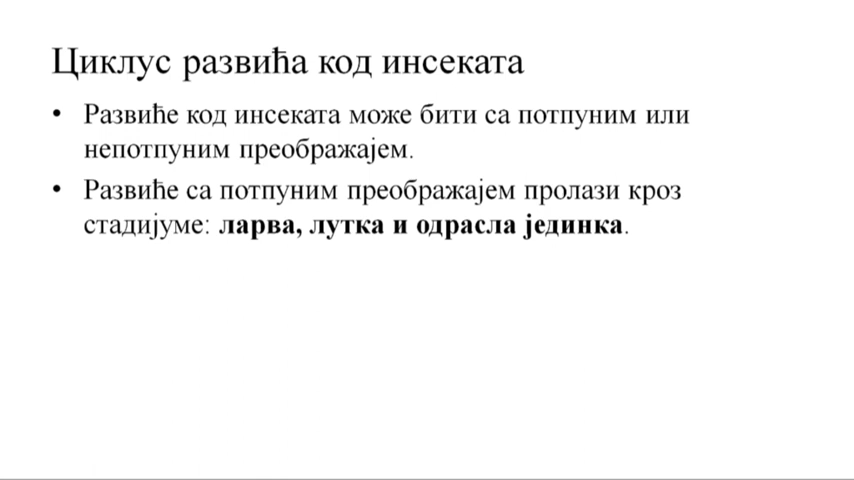 Циклус развића код инсеката
• Развиће код инсеката може бити са потпуним или
непотпуним преображајем.
• Развиће са потпуним преображајем пролази кроз
стадијуме: ларва, лутка и одрасла јединка.